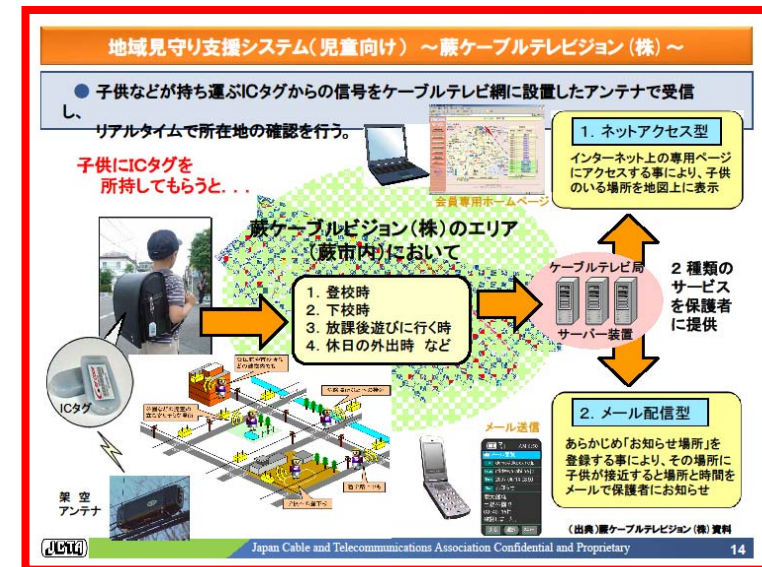 地域見守り支援システム(児童向け) ～蕨ケーブルテレビジョン(株)～
● 子供などが持ち運ぶICタグからの信号をケーブルテレビ網に設置したアンテナで受信
し、
リアルタイムで所在地の確認を行う。
子供にICタグを
所持してもらうと．．．
会員専用ホームページ
1．ネットアクセス型
インターネット上の専用ページ
にアクセスする事により、子供
のいる場所を地図上に表示
蕨ケーブルビジョン(株)のエリア
(蕨市内)において
1．登校時
2．下校時
3．放課後遊びに行く時
4．休日の外出時 など
ケーブルテレビ局
サーバー装置
2種類の
サービス
を保護者
に提供
ICタグ
架 空
アンテナ
メール送信
2．メール配信型
あらかじめ「お知らせ場所」を
登録する事により、その場所に
子供が接近すると場所と時間を
メールで保護者にお知らせ
(出典)蕨ケーブルテレビジョン(株)資料
JCTA
Japan Cable and Telecommunications Association Confidential and Proprietary
14